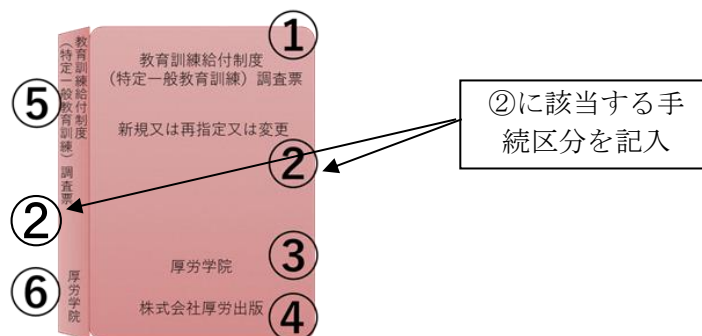 ①
教育訓練給付制度
（特定一般教育訓練）調査票
新規又は再指定又は変更
②
厚労学院
③
株式会社厚労出版
④
教育訓練給付制度
（特定一般教育訓練）調査票
⑤
②
厚労学院
⑥
②に該当する手
続区分を記入